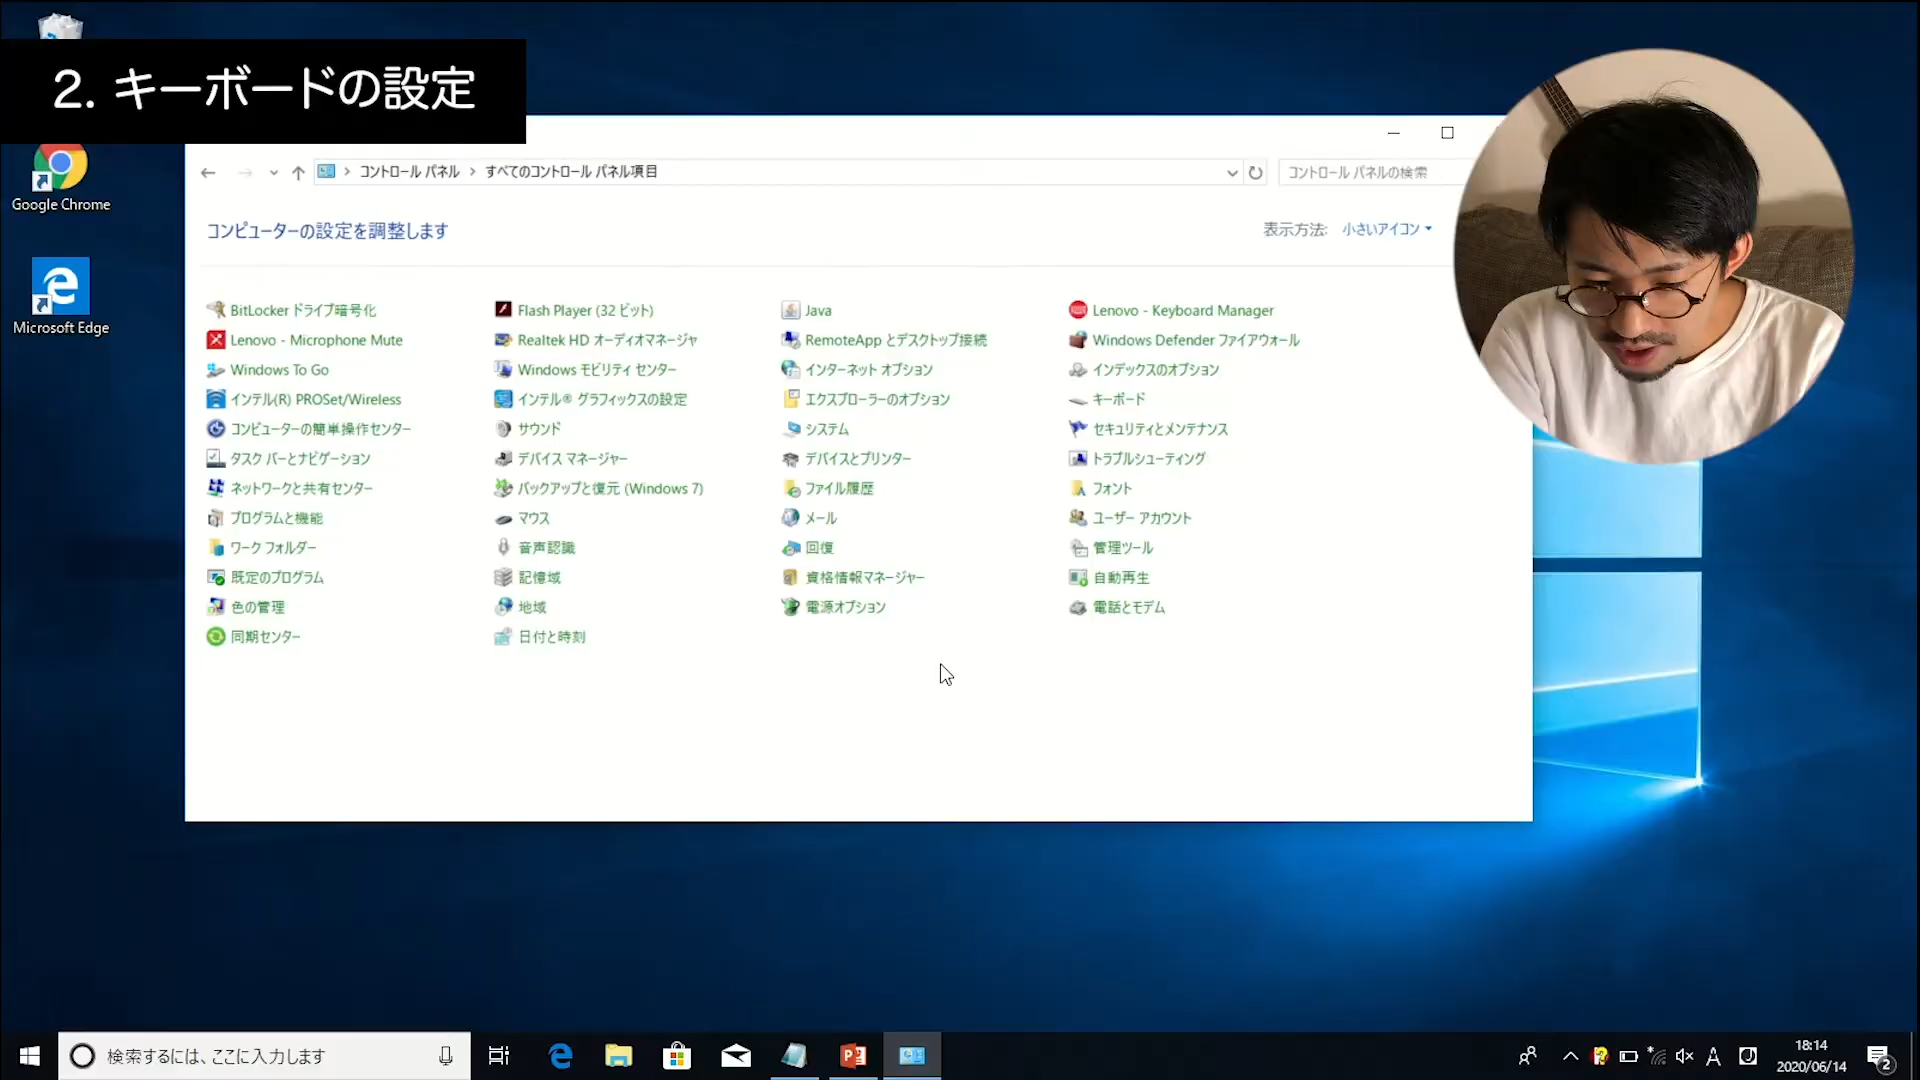 2. キーボードの設定
Google Chrome
Microsoft Edge
コントロール パネル > すべてのコントロール パネル項目
コントロール パネルの検索
コンピューターの設定を調整します
表示方法: 小さいアイコン
BitLocker ドライブ暗号化
Flash Player (32 ビット)
Java
Lenovo - Keyboard Manager
Lenovo - Microphone Mute
Realtek HD オーディオマネージャ
RemoteApp とデスクトップ接続
Windows Defender ファイアウォール
Windows To Go
Windows モビリティ センター
インターネット オプション
インデックスのオプション
インテル(R) PROSet/Wireless
インテル® グラフィックスの設定
エクスプローラーのオプション
キーボード
コンピューターの簡単操作センター
サウンド
システム
セキュリティとメンテナンス
タスク バーとナビゲーション
デバイス マネージャー
デバイスとプリンター
トラブルシューティング
ネットワークと共有センター
バックアップと復元 (Windows 7)
ファイル履歴
フォント
プログラムと機能
マウス
メール
ユーザー アカウント
ワーク フォルダー
音声認識
回復
管理ツール
既定のプログラム
記憶域
資格情報マネージャー
自動再生
色の管理
地域
電源オプション
電話とモデム
同期センター
日付と時刻
検索するには、ここに入力します
A
18:14
2020/06/14
2